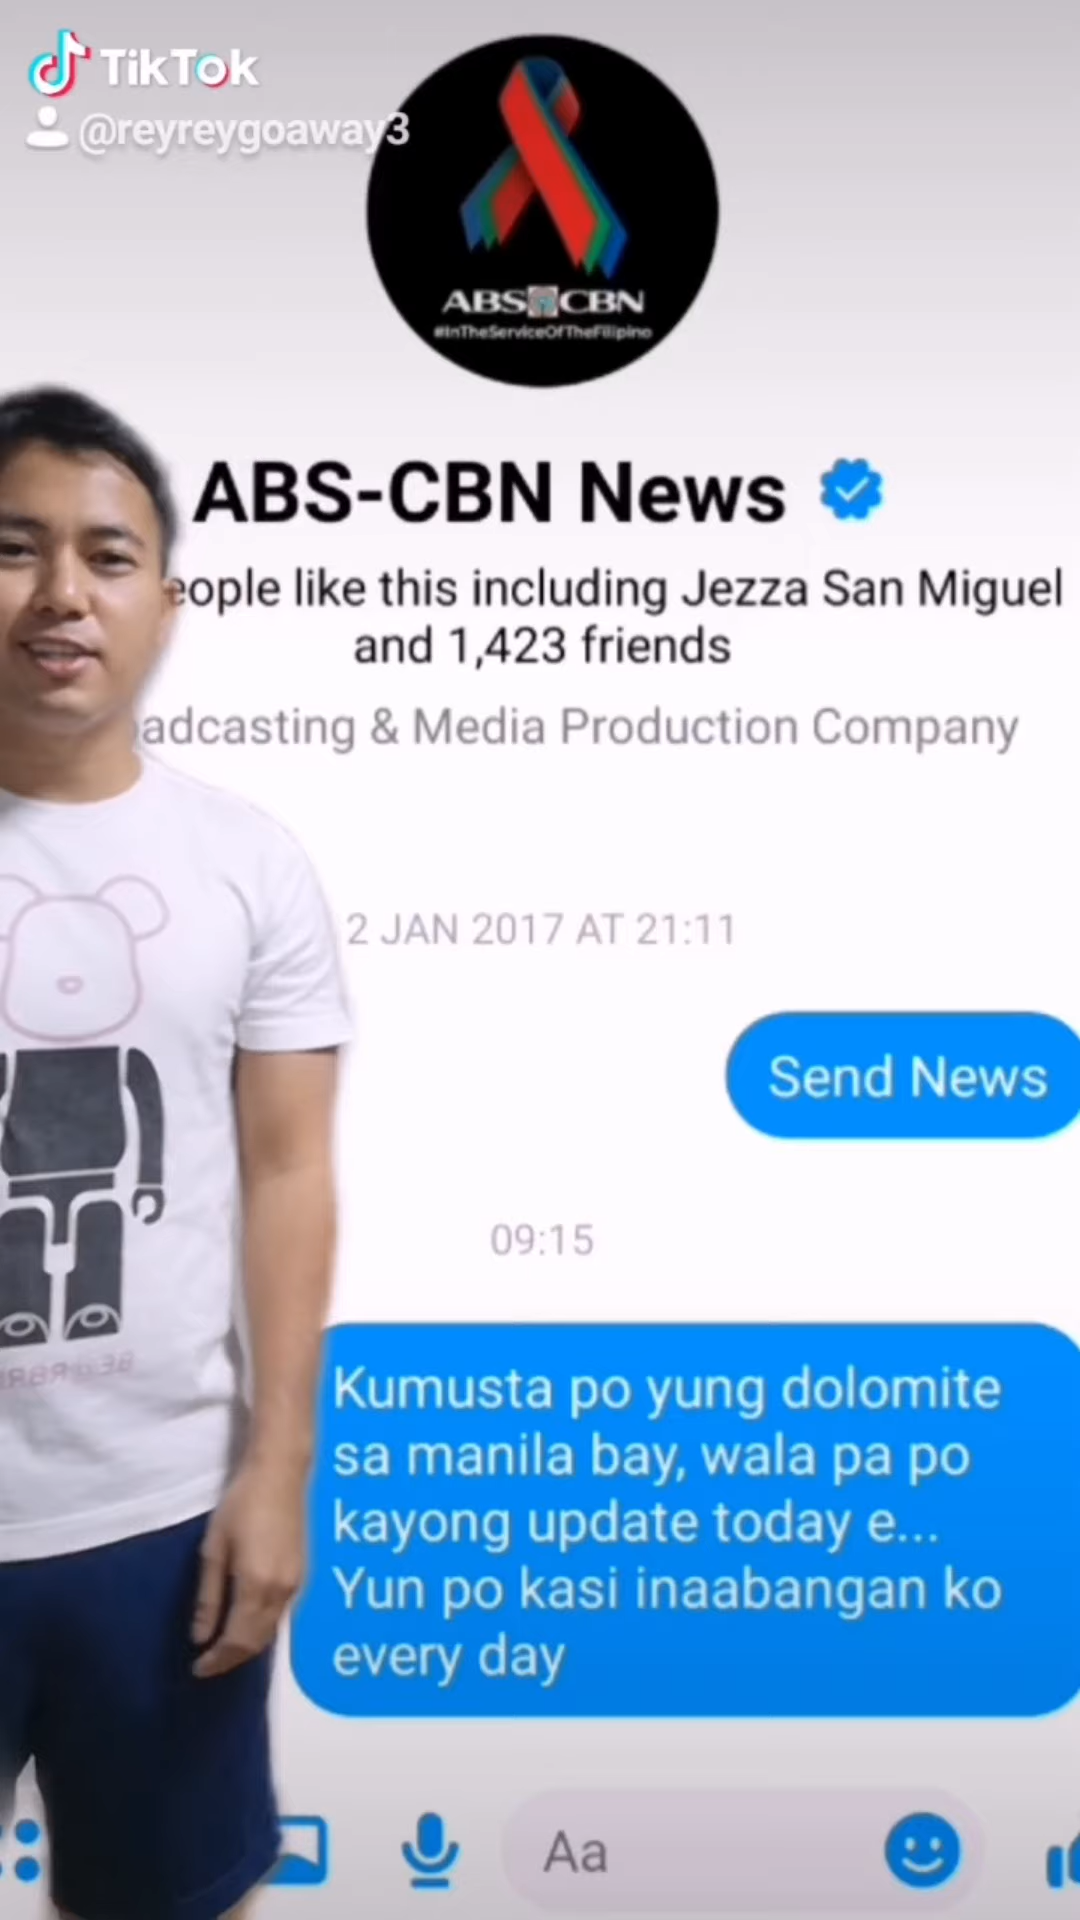 TikTok
@reyreygoaway3
ABS CBN
#InTheServiceOfTheFilipino
ABS-CBN News
eople like this including Jezza San Miguel
and 1,423 friends
adcasting & Media Production Company
2 JAN 2017 AT 21:11
Send News
09:15
Kumusta po yung dolomite
sa manila bay, wala pa po
kayong update today e...
Yun po kasi inaabangan ko
every day
Aa